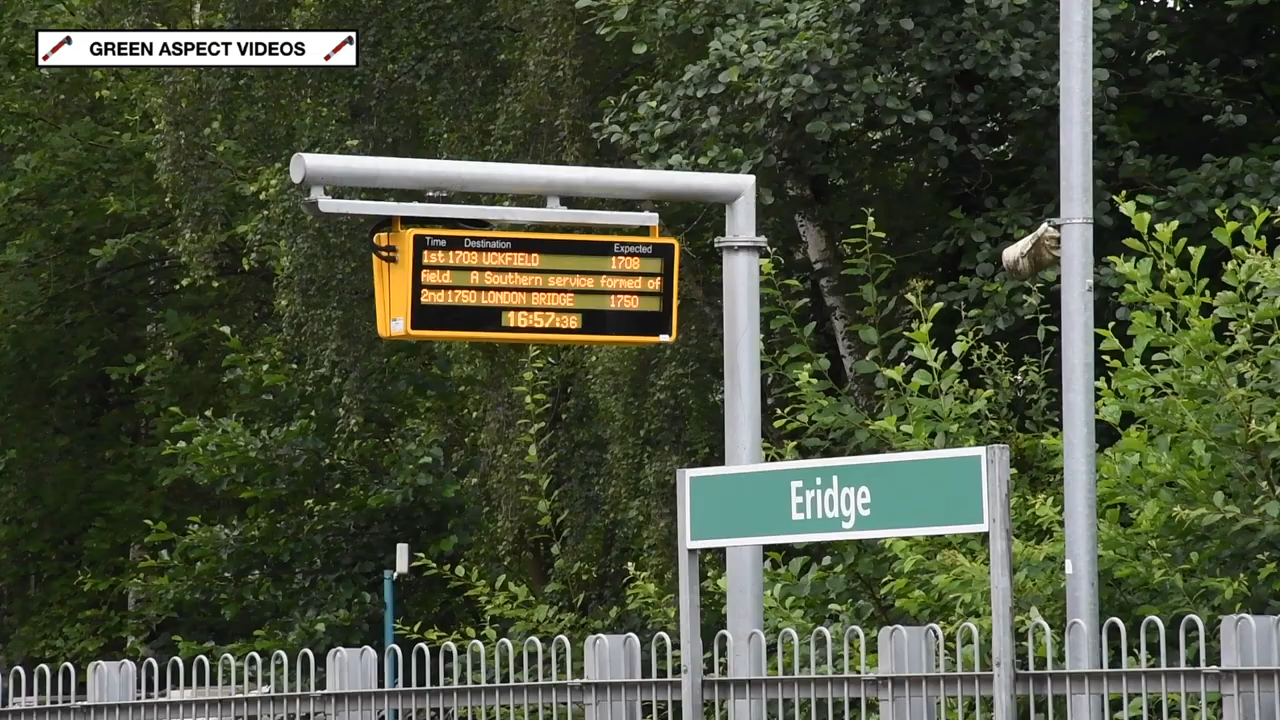 GREEN ASPECT VIDEOS
Time Destination Expected
1st 1703 UCKFIELD 1708
field. A Southern service formed of
2nd 1750 LONDON BRIDGE 1750
16:57:36
Eridge